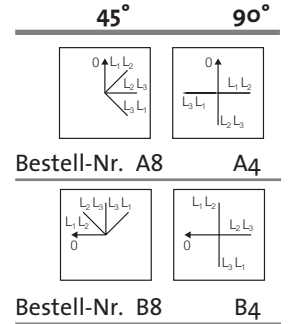 45° 90°
0 L₁ L₂ 0
L₂ L₃ L₁ L₂
L₃ L₁ L₃ L₁
L₂ L₃
Bestell-Nr. A8 A4
L₂ L₃ L₃ L₁ L₁ L₂
L₁ L₂ L₂ L₃
0 0
L₃ L₁
Bestell-Nr. B8 B4